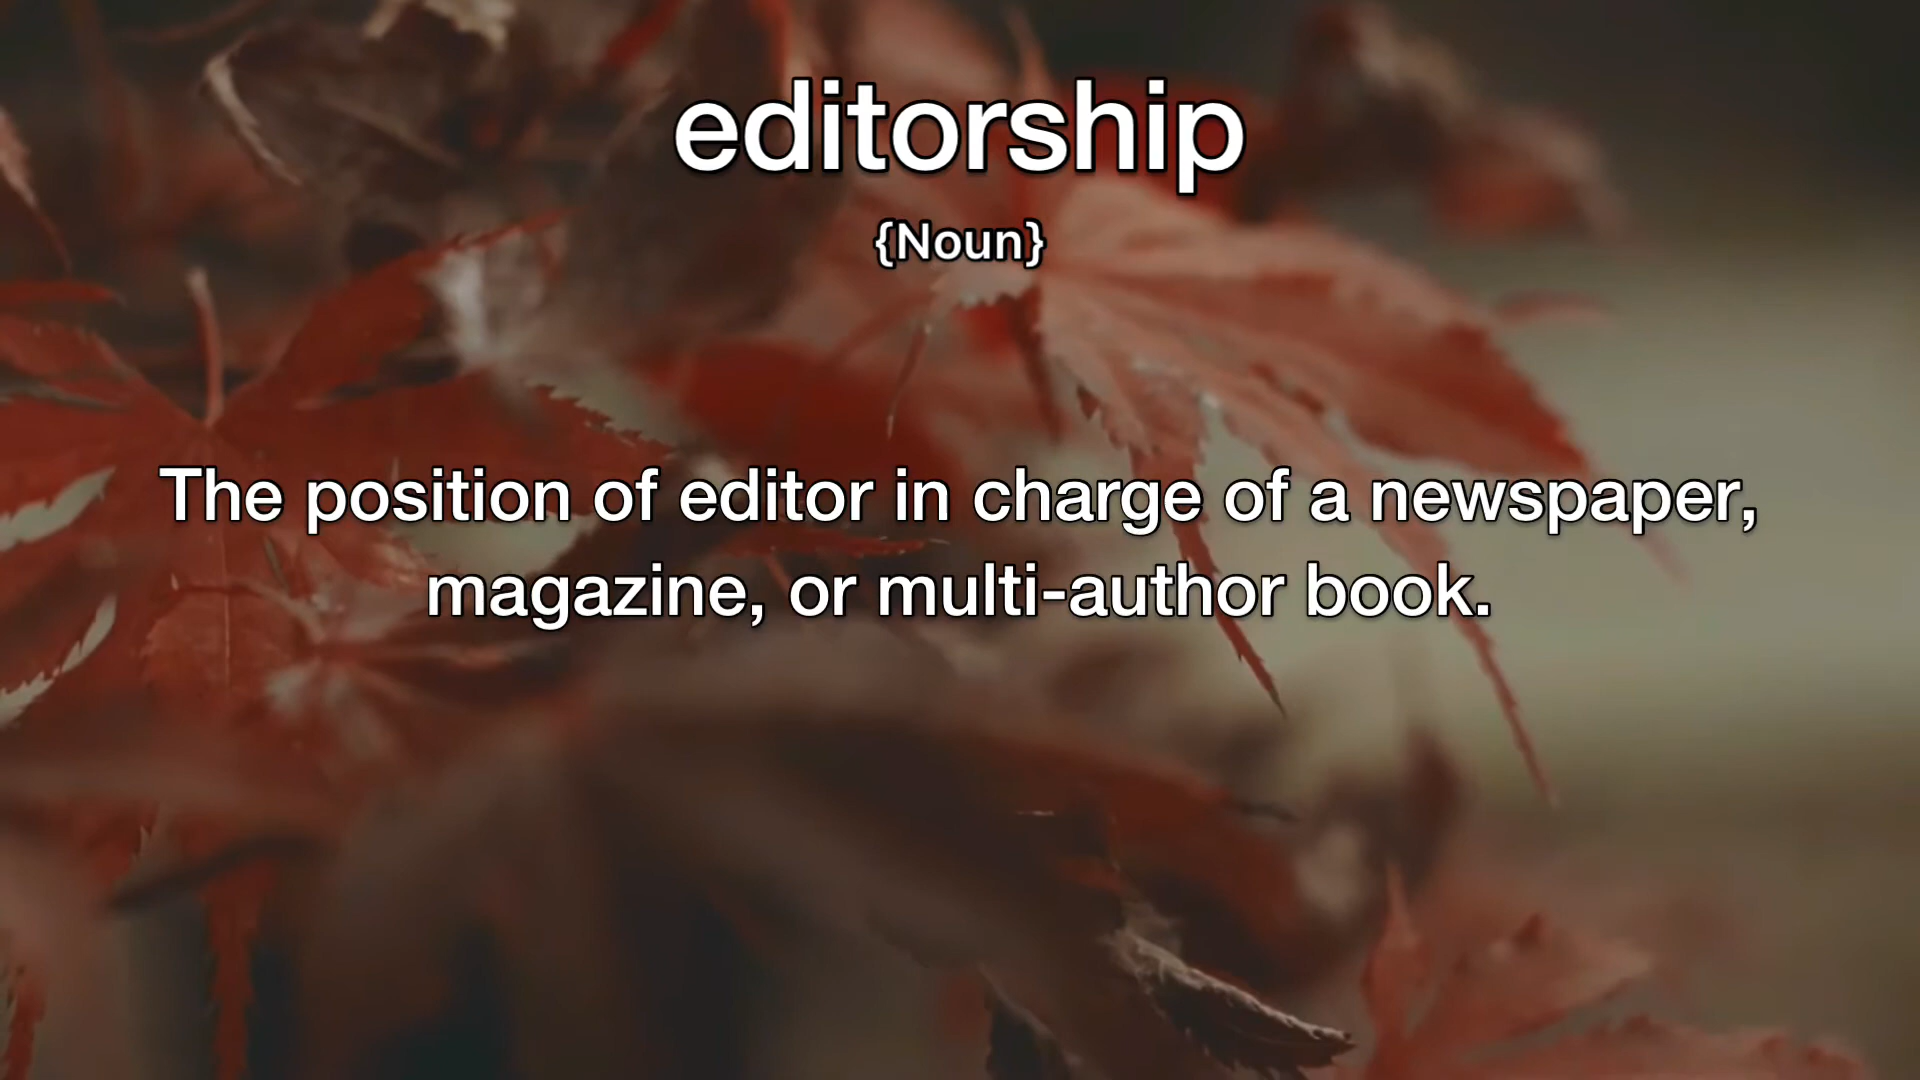 editorship
{Noun}
The position of editor in charge of a newspaper,
magazine, or multi-author book.